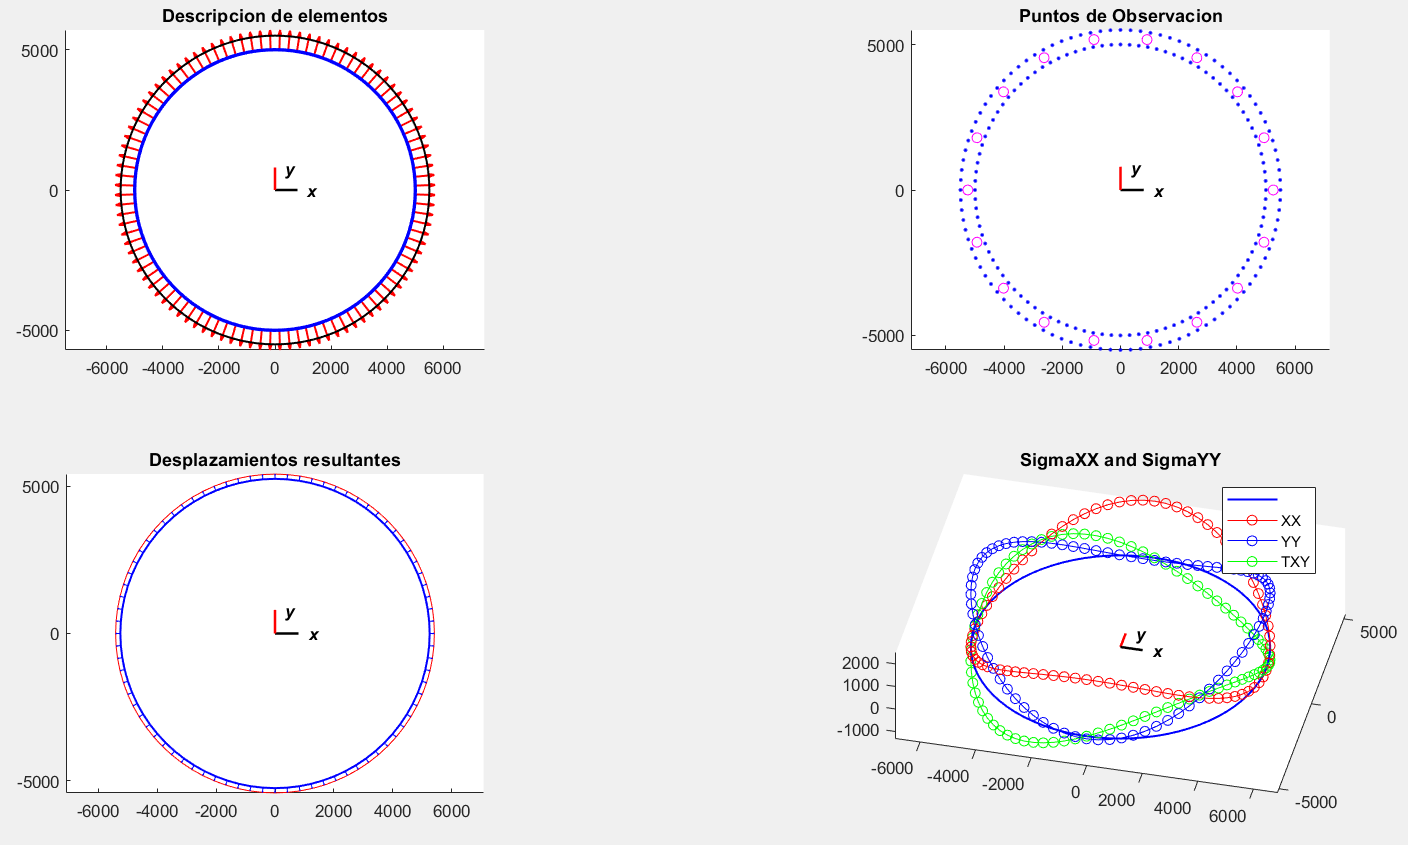 Descripcion de elementos
5000
0
-5000
y
x
-6000 -4000 -2000 0 2000 4000 6000
Puntos de Observacion
5000
0
-5000
y
x
-6000 -4000 -2000 0 2000 4000 6000
Desplazamientos resultantes
5000
0
-5000
y
x
-6000 -4000 -2000 0 2000 4000 6000
SigmaXX and SigmaYY
XX
YY
TXY
y
x
2000
1000
0
-1000
-6000 -4000 -2000 0 2000 4000 6000
5000
0
-5000